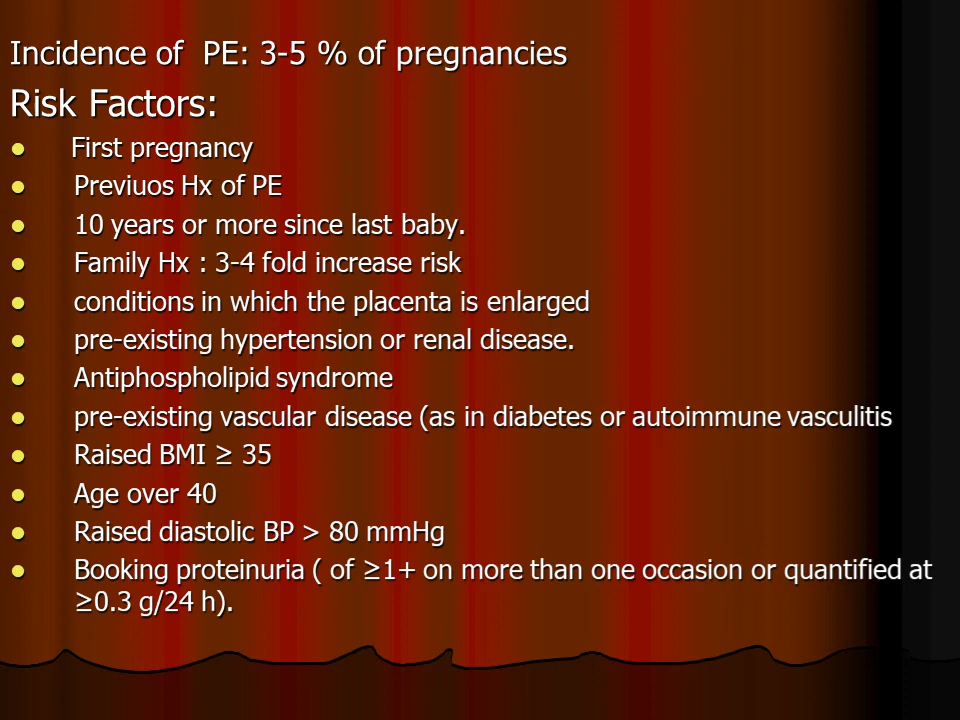 Incidence of  PE: 3-5 % of pregnancies
Risk Factors:
● First pregnancy
● Previuos Hx of PE
● 10 years or more since last baby.
● Family Hx : 3-4 fold increase risk
● conditions in which the placenta is enlarged
● pre-existing hypertension or renal disease.
● Antiphospholipid syndrome
● pre-existing vascular disease (as in diabetes or autoimmune vasculitis
● Raised BMI ≥ 35
● Age over 40
● Raised diastolic BP > 80 mmHg
● Booking proteinuria ( of ≥1+ on more than one occasion or quantified at
≥0.3 g/24 h).